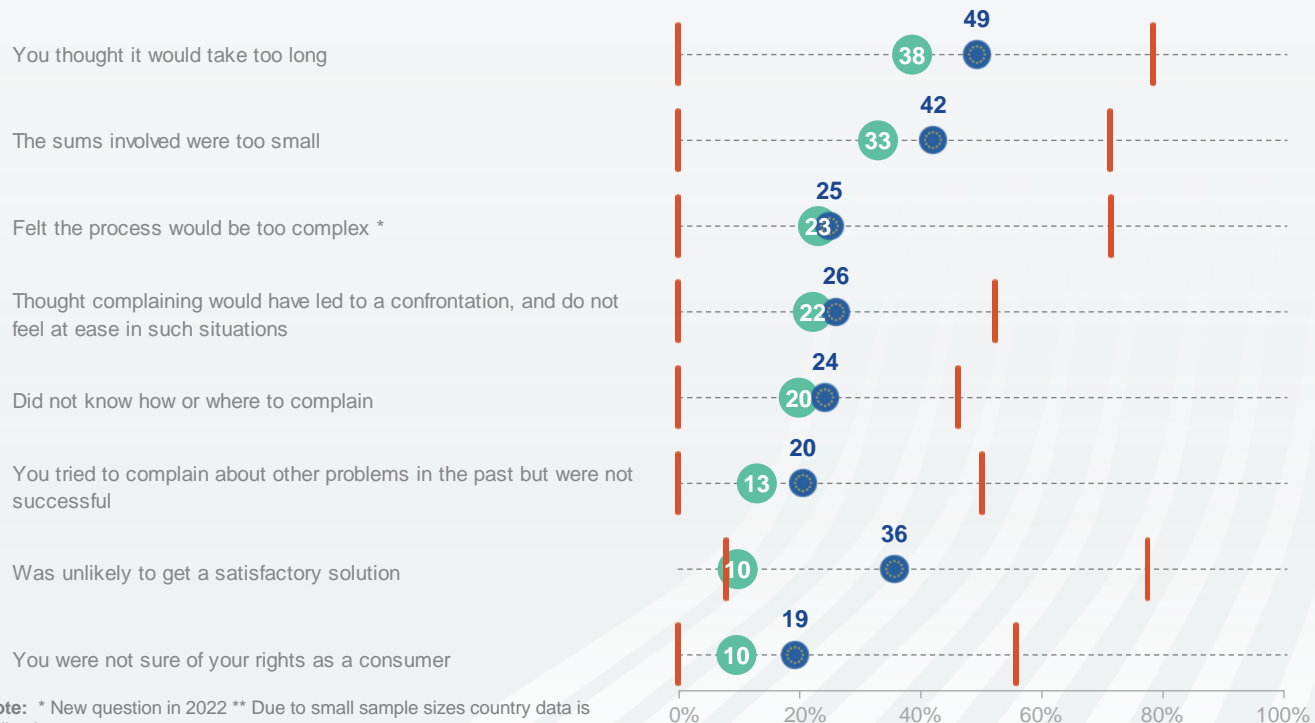 49
You thought it would take too long
38
42
The sums involved were too small
33
25
Felt the process would be too complex *
23
26
Thought complaining would have led to a confrontation, and do not
feel at ease in such situations
22
24
Did not know how or where to complain
20
20
You tried to complain about other problems in the past but were not
successful
13
36
Was unlikely to get a satisfactory solution
10
19
You were not sure of your rights as a consumer
10
ote: * New question in 2022 ** Due to small sample sizes country data is
0% 20% 40% 60% 80% 100%